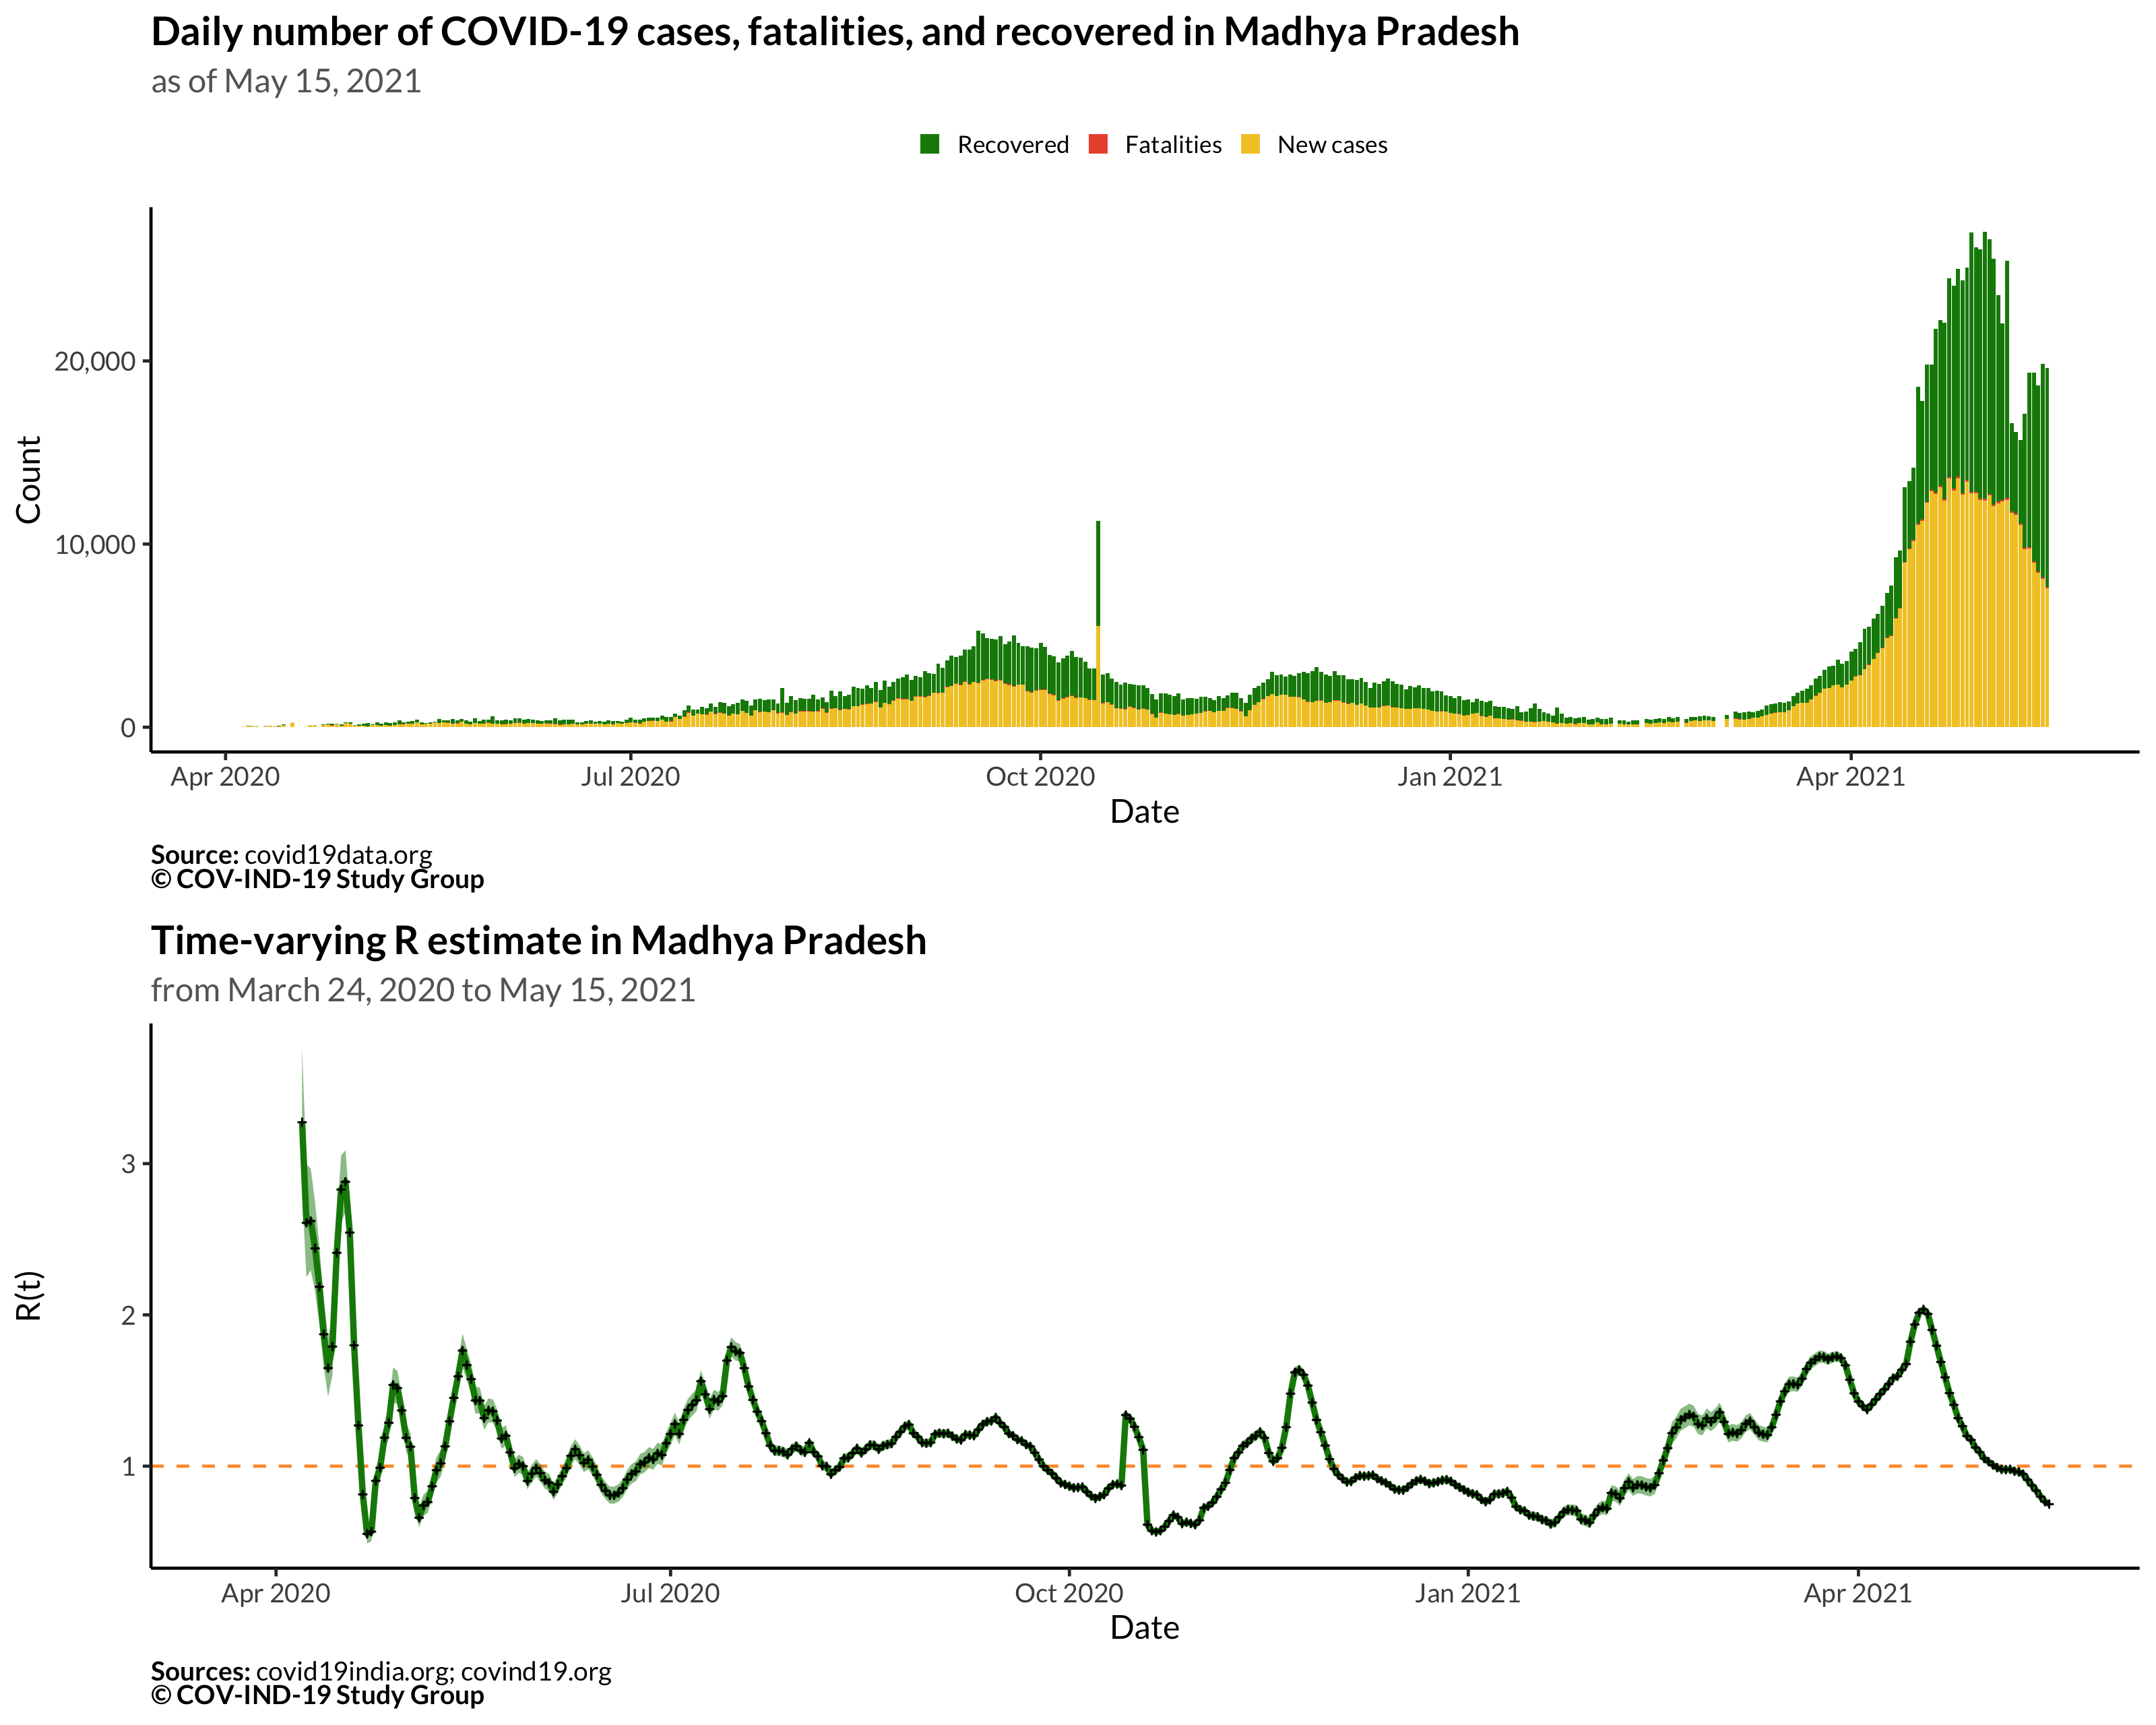 Daily number of COVID-19 cases, fatalities, and recovered in Madhya Pradesh
as of May 15, 2021
Recovered Fatalities New cases
Count
20,000
10,000
0
Apr 2020 Jul 2020 Oct 2020 Jan 2021 Apr 2021
Date
Source: covid19data.org
© COV-IND-19 Study Group
Time-varying R estimate in Madhya Pradesh
from March 24, 2020 to May 15, 2021
R(t)
3
2
1
Apr 2020 Jul 2020 Oct 2020 Jan 2021 Apr 2021
Date
Sources: covid19india.org; covind19.org
© COV-IND-19 Study Group